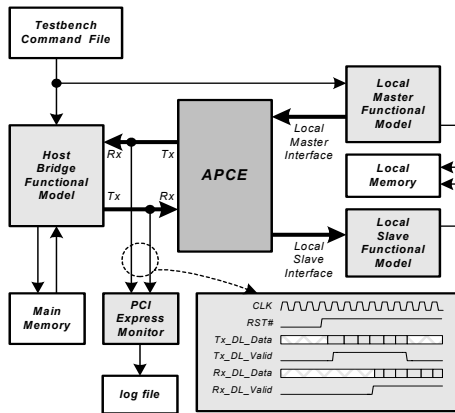 Testbench
Command File
Local
Master
Functional
Model
Host
Bridge
Functional
Model
Rx
Tx
Tx
Rx
APCE
Local
Master
Interface
Local
Memory
Local
Slave
Interface
Local
Slave
Functional
Model
Main
Memory
PCI
Express
Monitor
log file
CLK
RST#
Tx_DL_Data
Tx_DL_Valid
Rx_DL_Data
Rx_DL_Valid